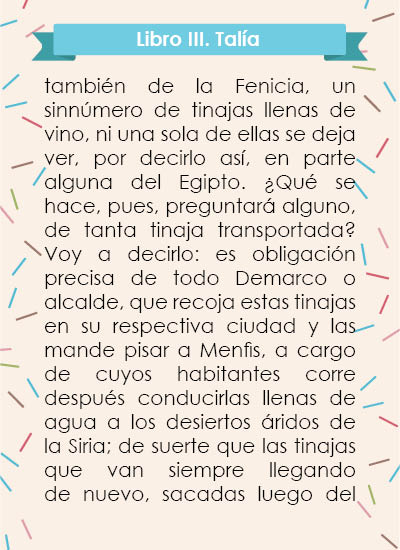 Libro III. Talía
también de la Fenicia, un
sinnúmero de tinajas llenas de
vino, ni una sola de ellas se deja
ver, por decirlo así, en parte
alguna del Egipto. ¿Qué se
hace, pues, preguntará alguno,
de tanta tinaja transportada?
Voy a decirlo: es obligación
precisa de todo Demarco o
alcalde, que recoja estas tinajas
en su respectiva ciudad y las
mande pisar a Menfis, a cargo
de cuyos habitantes corre
después conducirlas llenas de
agua a los desiertos áridos de
la Siria; de suerte que las tinajas
que van siempre llegando
de nuevo, sacadas luego del